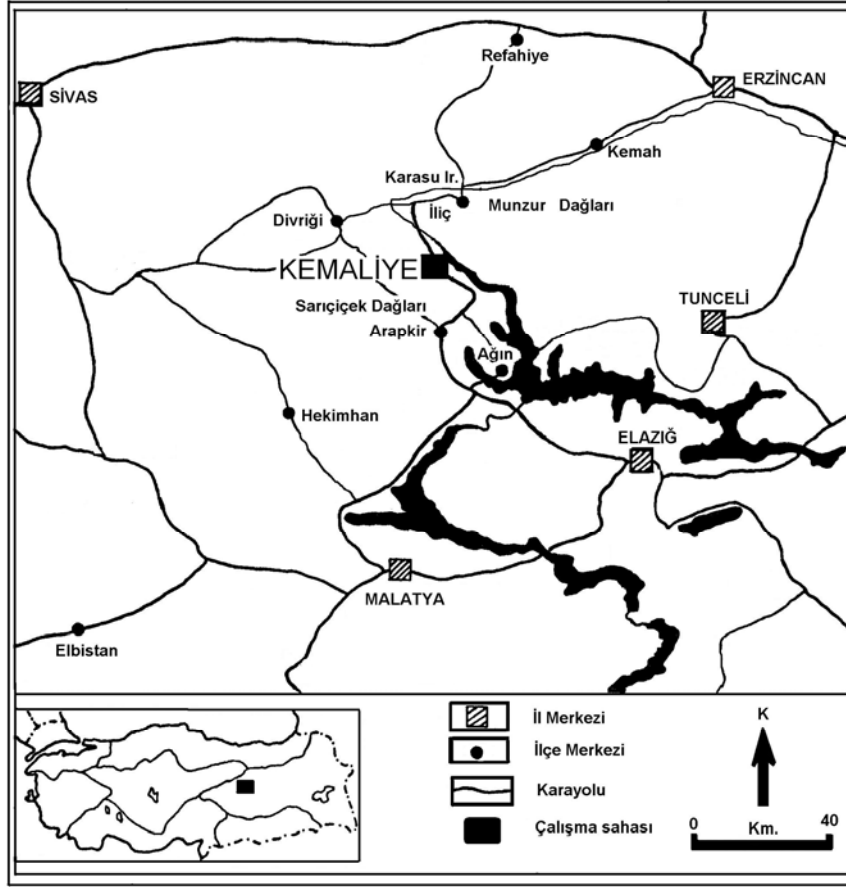 Refahiye
ERZİNCAN
SİVAS
Kemah
Karasu Ir.
İliç
Munzur Dağları
Divriği
KEMALİYE
Sarıçiçek Dağları
TUNCELİ
Arapkir
Ağın
Hekimhan
ELAZIĞ
MALATYA
Elbistan
İl Merkezi
İlçe Merkezi
Karayolu
Çalışma sahası
K
0 Km. 40